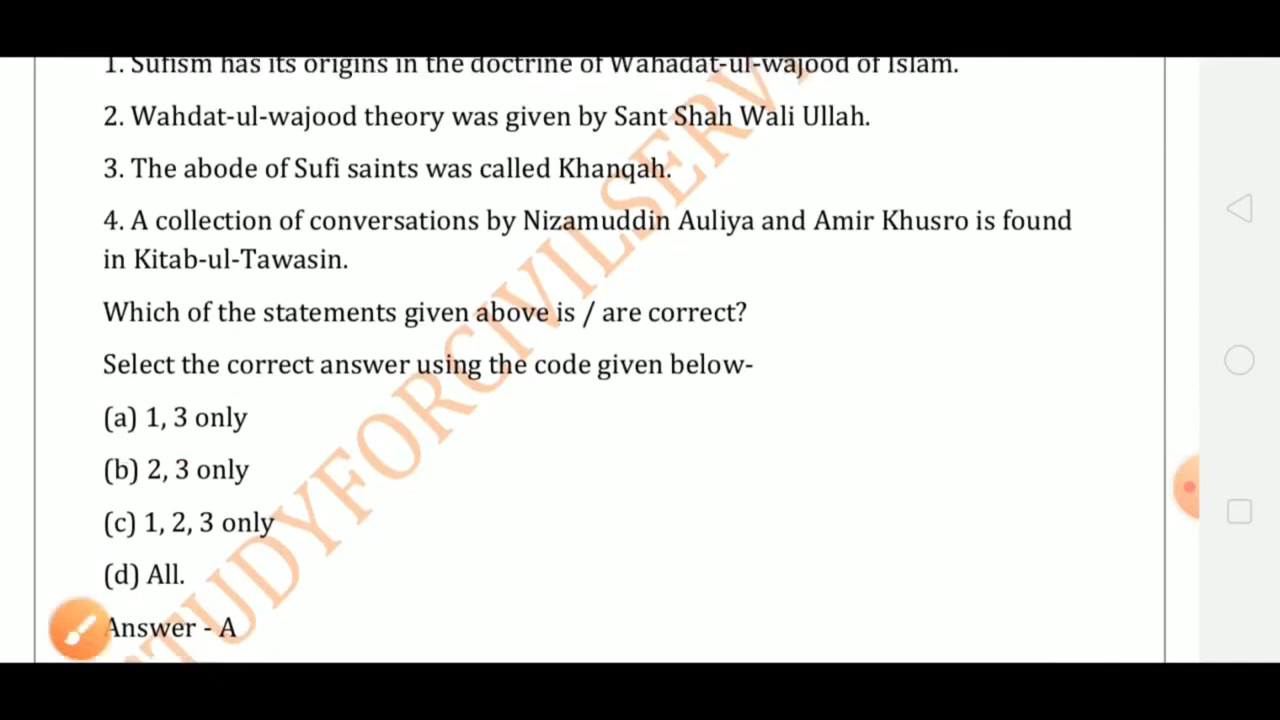 1. Sufism has its origins in the doctrine of Wahadat-ul-wajood of Islam.
2. Wahdat-ul-wajood theory was given by Sant Shah Wali Ullah.
3. The abode of Sufi saints was called Khanqah.
4. A collection of conversations by Nizamuddin Auliya and Amir Khusro is found
in Kitab-ul-Tawasin.
Which of the statements given above is / are correct?
Select the correct answer using the code given below-
(a) 1, 3 only
(b) 2, 3 only
(c) 1, 2, 3 only
(d) All.
Answer - A
STUDYFORCIVILSERVI